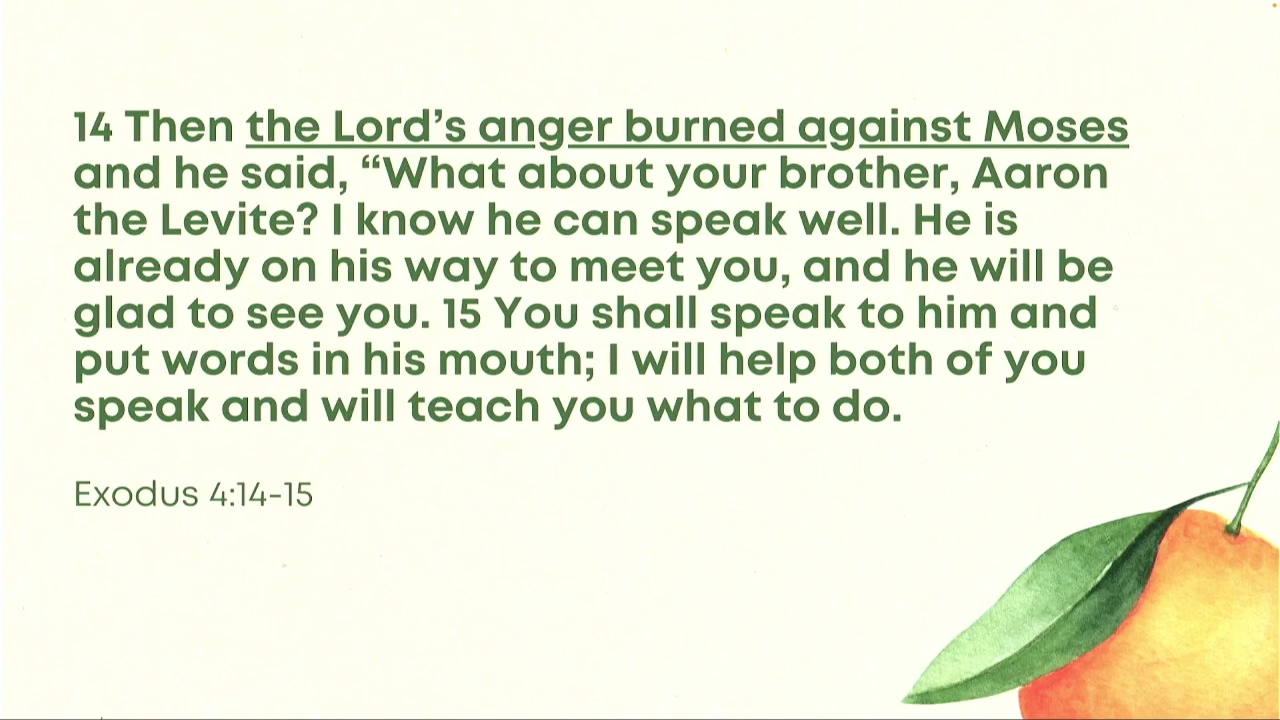 14 Then the Lord’s anger burned against Moses
and he said, “What about your brother, Aaron
the Levite? I know he can speak well. He is
already on his way to meet you, and he will be
glad to see you. 15 You shall speak to him and
put words in his mouth; I will help both of you
speak and will teach you what to do.
Exodus 4:14-15